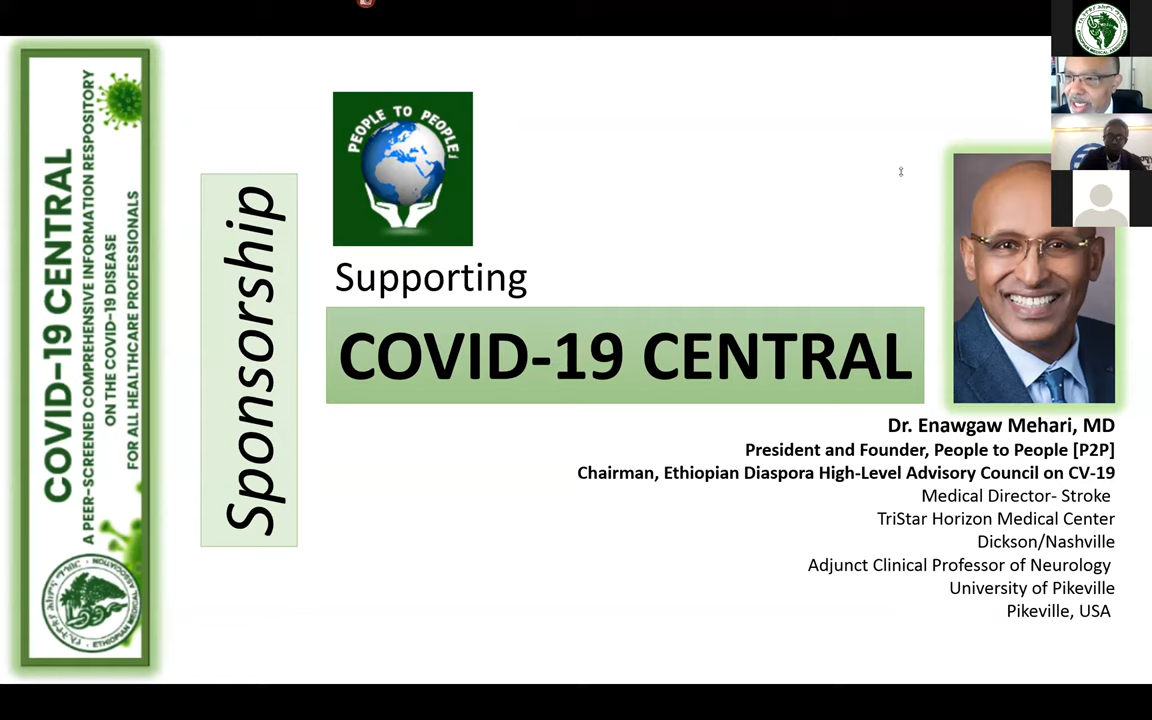 COVID-19 CENTRAL
A PEER-SCREENED COMPREHENSIVE INFORMATION RESPOSITORY
ON THE COVID-19 DISEASE
FOR ALL HEALTHCARE PROFESSIONALS
ETHIOPIAN MEDICAL ASSOCIATION
Sponsorship
PEOPLE TO PEOPLE
Supporting
COVID-19 CENTRAL
Dr. Enawgaw Mehari, MD
President and Founder, People to People [P2P]
Chairman, Ethiopian Diaspora High-Level Advisory Council on CV-19
Medical Director- Stroke
TriStar Horizon Medical Center
Dickson/Nashville
Adjunct Clinical Professor of Neurology
University of Pikeville
Pikeville, USA